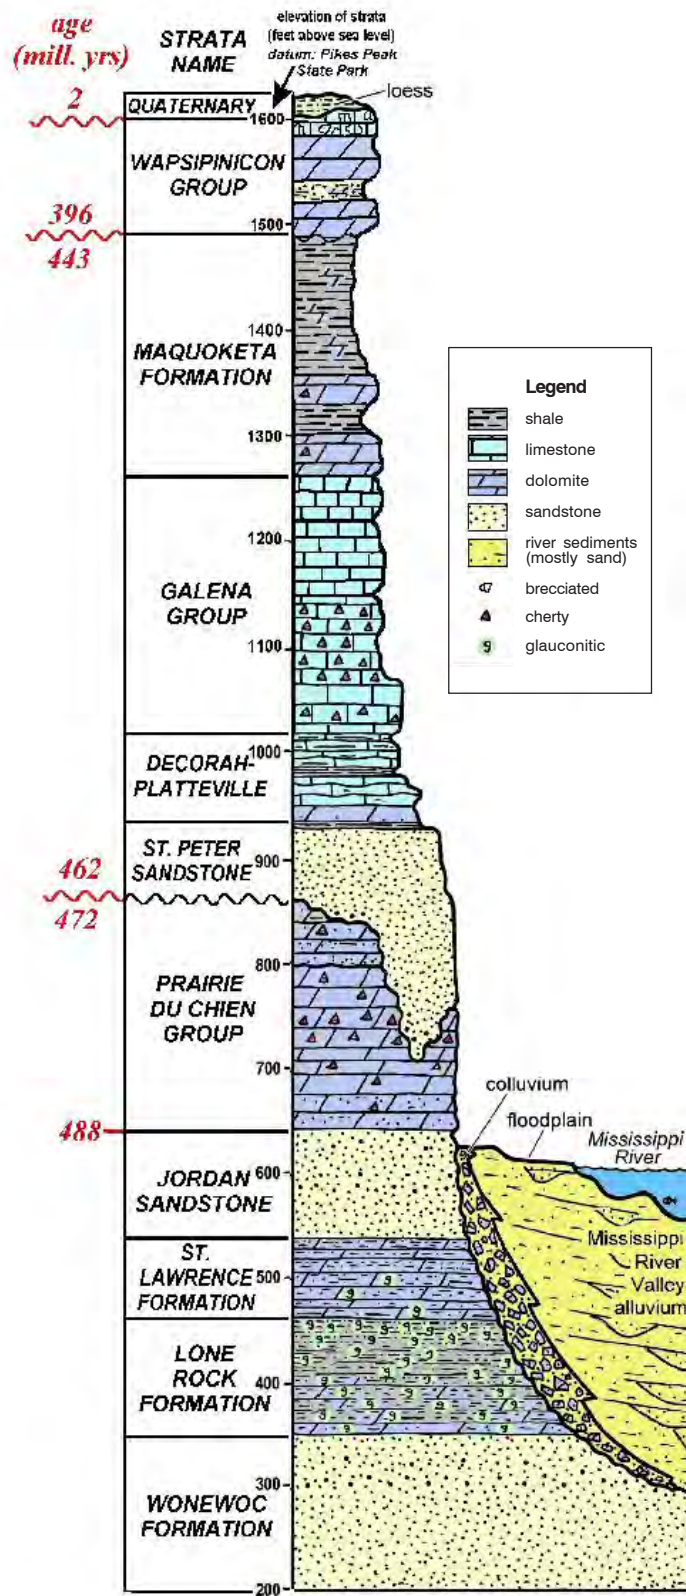 age
(mill. yrs)
STRATA
NAME
elevation of strata
(feet above sea level)
datum: Pikes Peak
State Park
loess
2
QUATERNARY
1600
WAPSIPINICON
GROUP
396
1500
443
1400
MAQUOKETA
FORMATION
1300
Legend
shale
limestone
dolomite
sandstone
river sediments
(mostly sand)
brecciated
cherty
glauconitic
1200
GALENA
GROUP
1100
1000
DECORAH-
PLATTEVILLE
ST. PETER
SANDSTONE
900
462
472
800
PRAIRIE
DU CHIEN
GROUP
700
488
colluvium
floodplain
Mississippi
River
600
JORDAN
SANDSTONE
Mississippi
River
Valley
alluvium
ST.
LAWRENCE
FORMATION
500
LONE
ROCK
FORMATION
400
300
WONEWOC
FORMATION
200